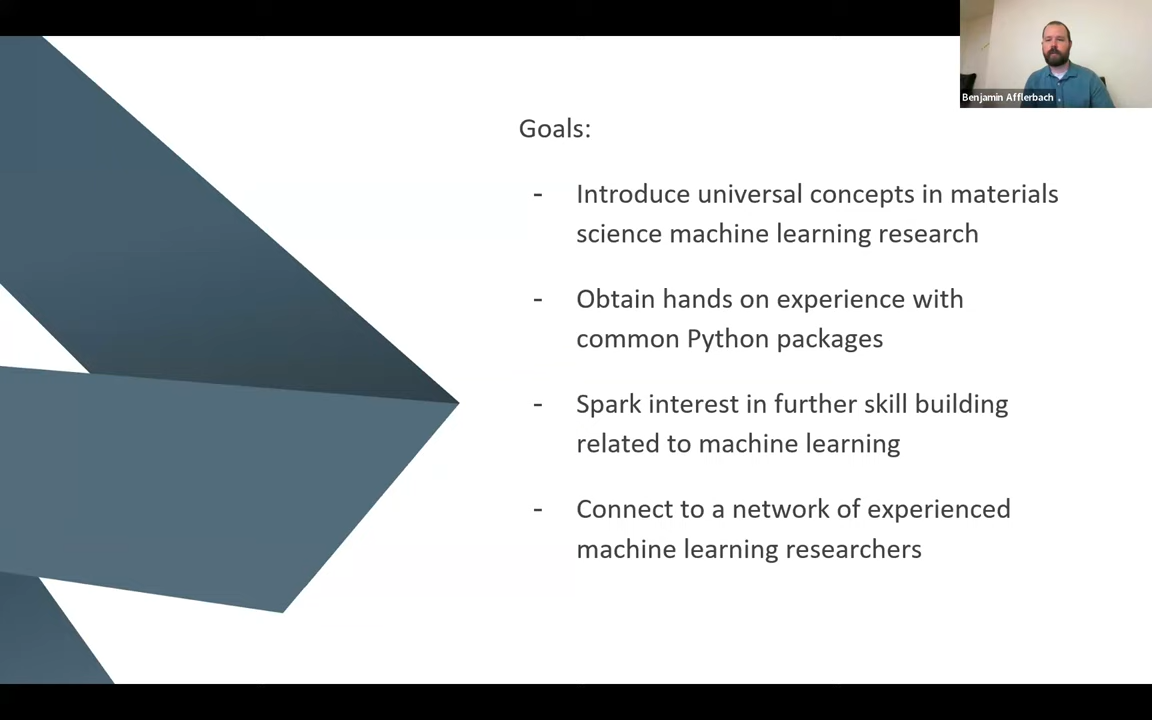 Benjamin Afflerbach
Goals:
- Introduce universal concepts in materials
science machine learning research
- Obtain hands on experience with
common Python packages
- Spark interest in further skill building
related to machine learning
- Connect to a network of experienced
machine learning researchers